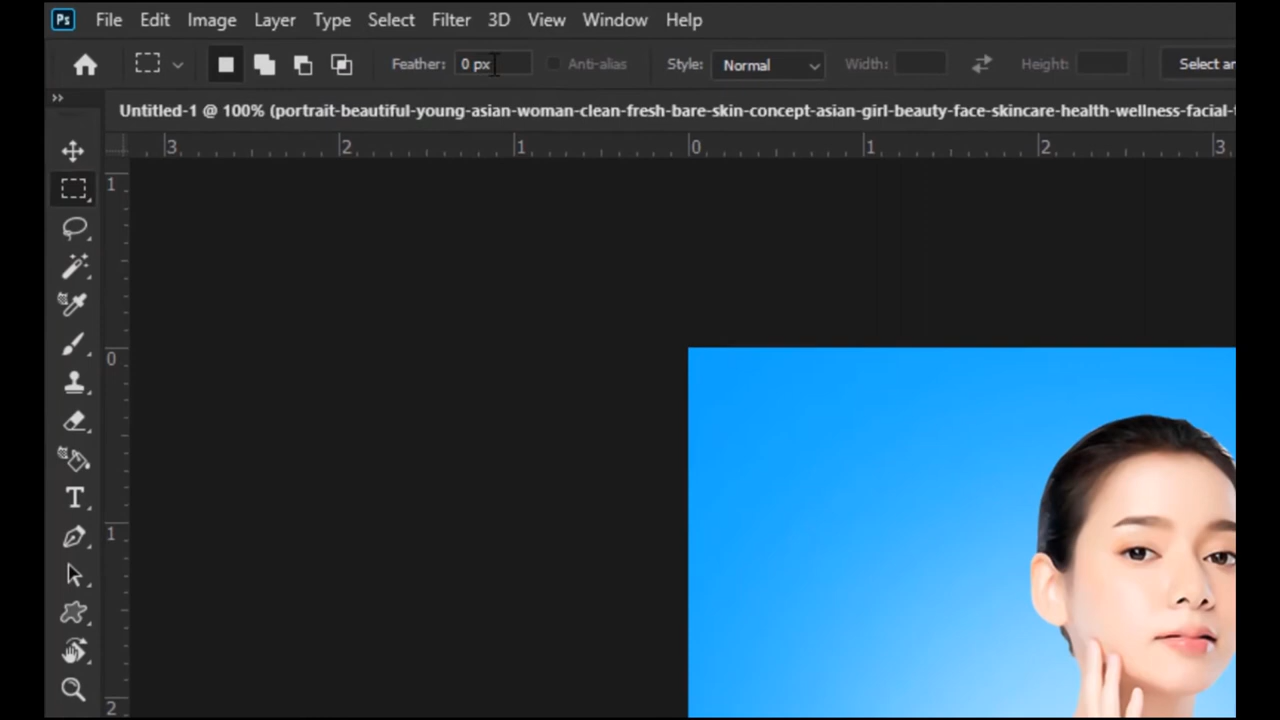 Ps File Edit Image Layer Type Select Filter 3D View Window Help
Feather: 0 px Anti-alias Style: Normal Width: Height: Select an
Untitled-1 @ 100% (portrait-beautiful-young-asian-woman-clean-fresh-bare-skin-concept-asian-girl-beauty-face-skincare-health-wellness-facial-t
3 2 1 0 1 2 3
1
0
1
2